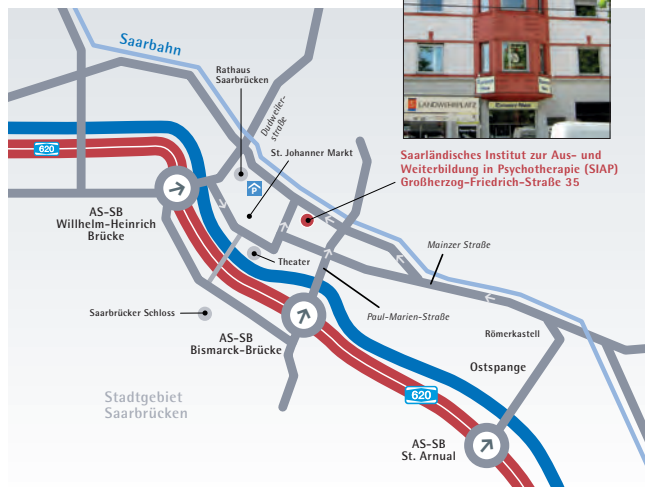 Saarbahn
Rathaus
Saarbrücken
Dudweiler-
straße
St. Johanner Markt
LANDWEHRPLATZ
620
P
Saarländisches Institut zur Aus- und
Weiterbildung in Psychotherapie (SIAP)
Großherzog-Friedrich-Straße 35
AS-SB
Willhelm-Heinrich
Brücke
Theater
Mainzer Straße
Saarbrücker Schloss
Paul-Marien-Straße
AS-SB
Bismarck-Brücke
Römerkastell
Ostspange
Stadtgebiet
Saarbrücken
620
AS-SB
St. Arnual